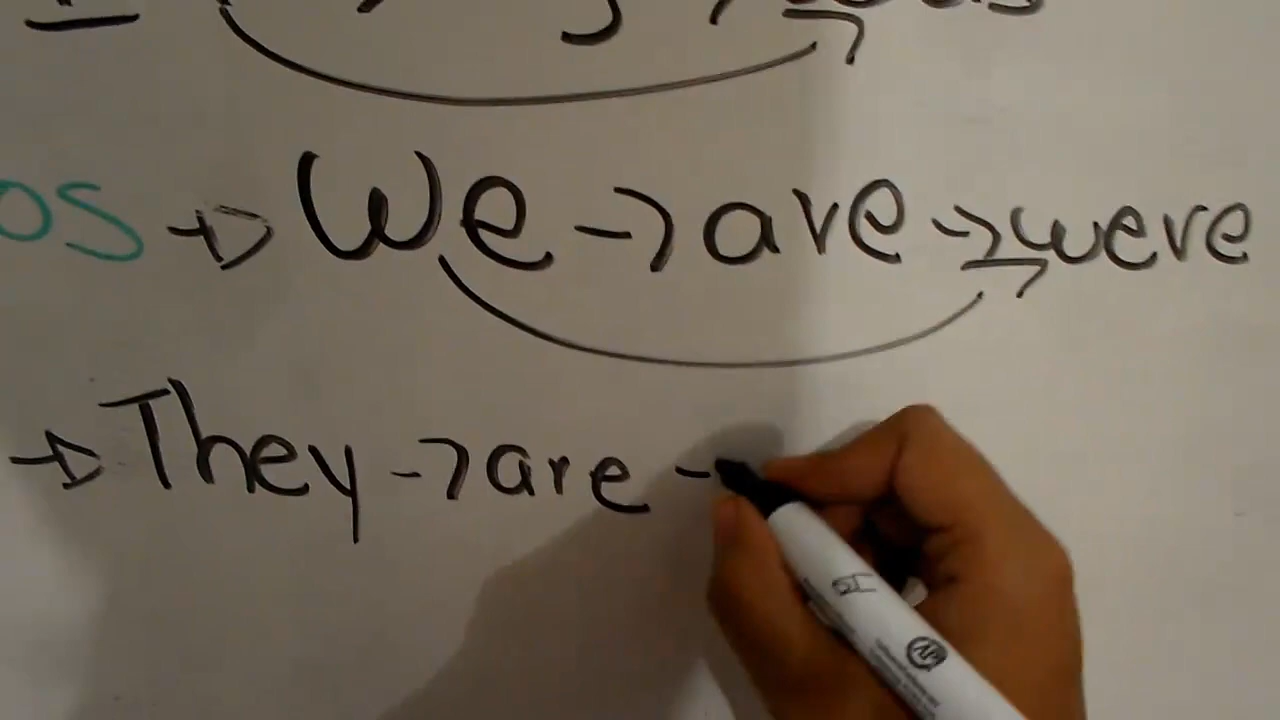 os → We → are → were
→ They → are -